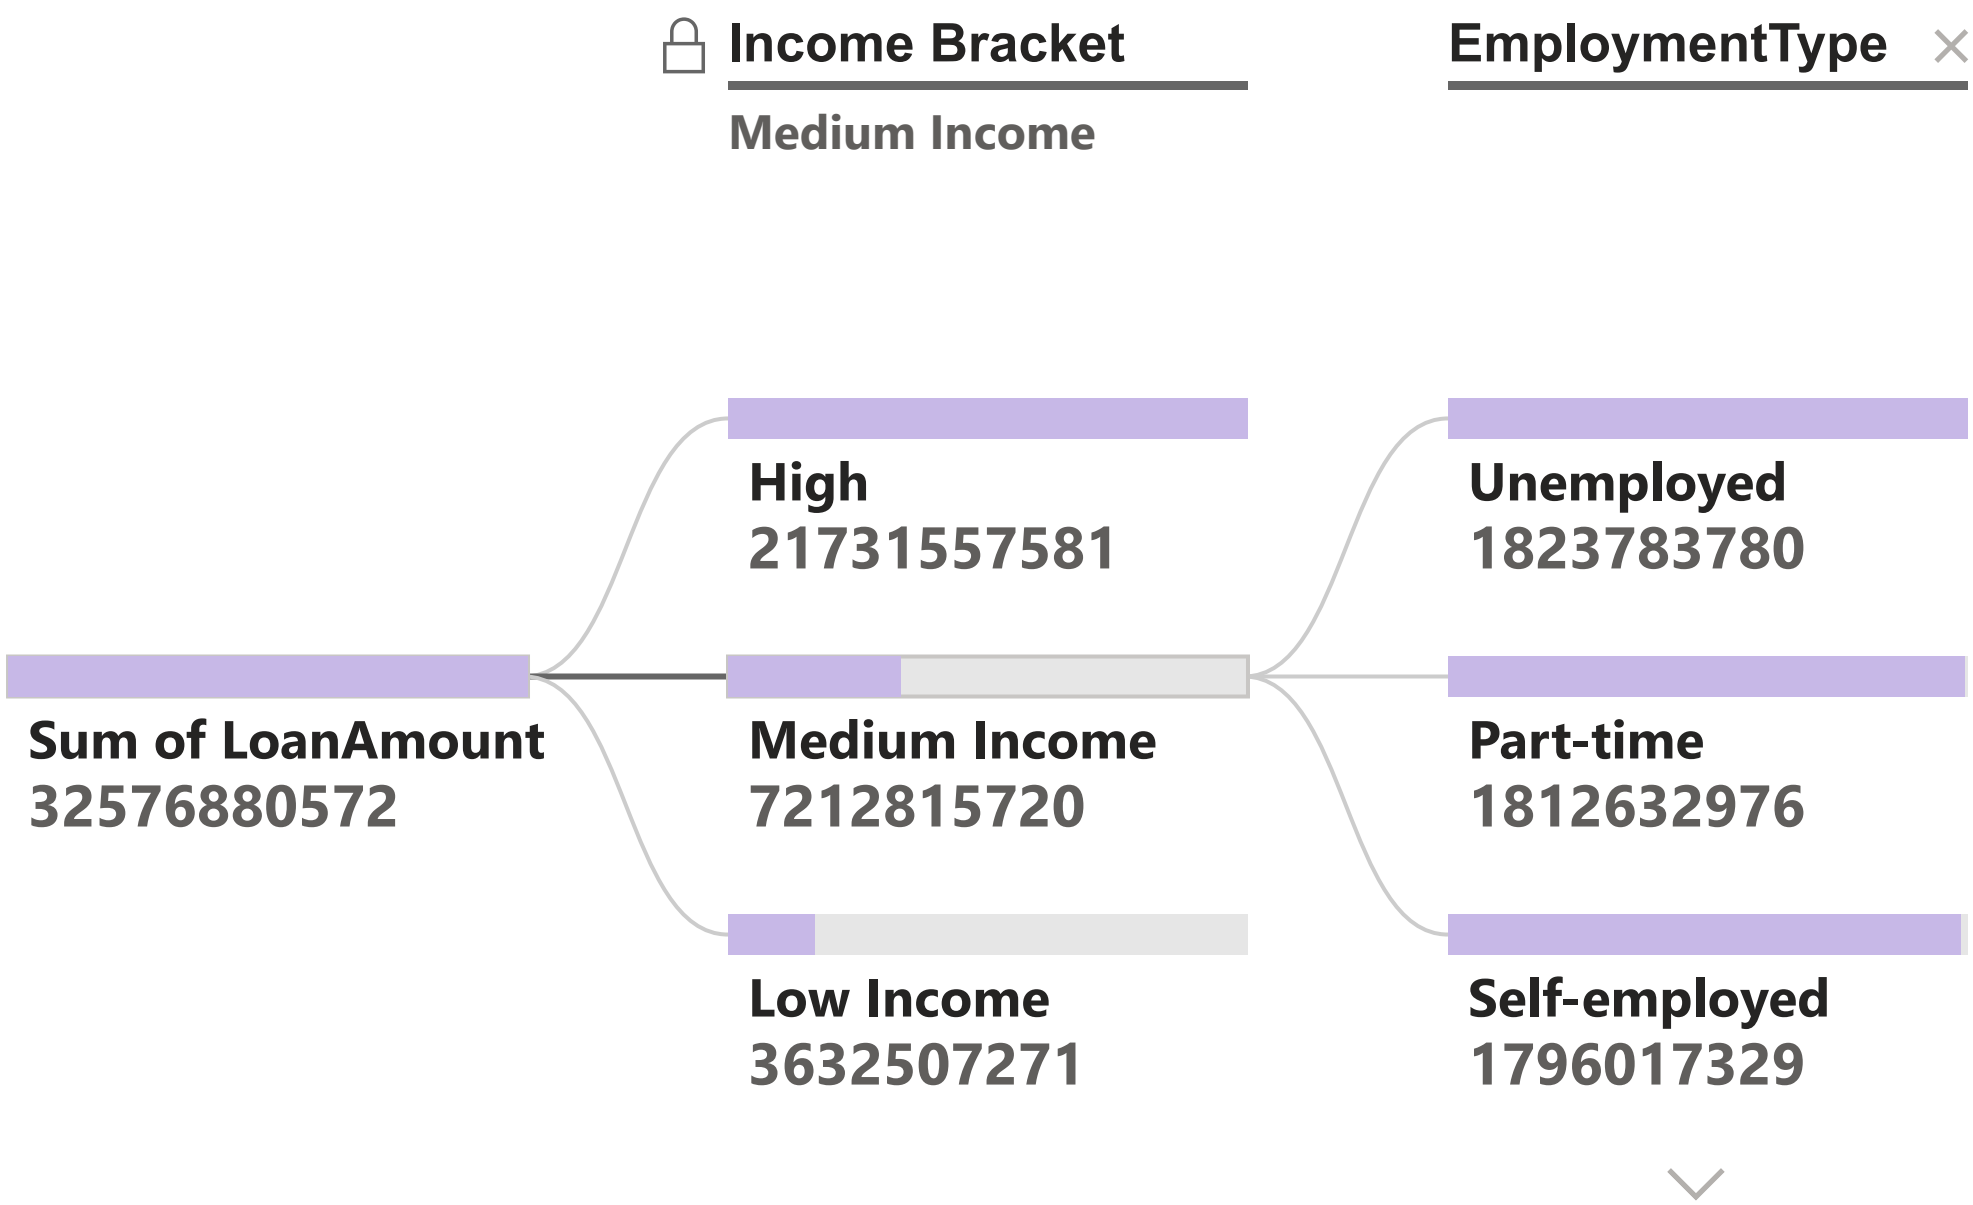 Income Bracket
EmploymentType
Medium Income
High
21731557581
Unemployed
1823783780
Sum of LoanAmount
32576880572
Medium Income
7212815720
Part-time
1812632976
Low Income
3632507271
Self-employed
1796017329